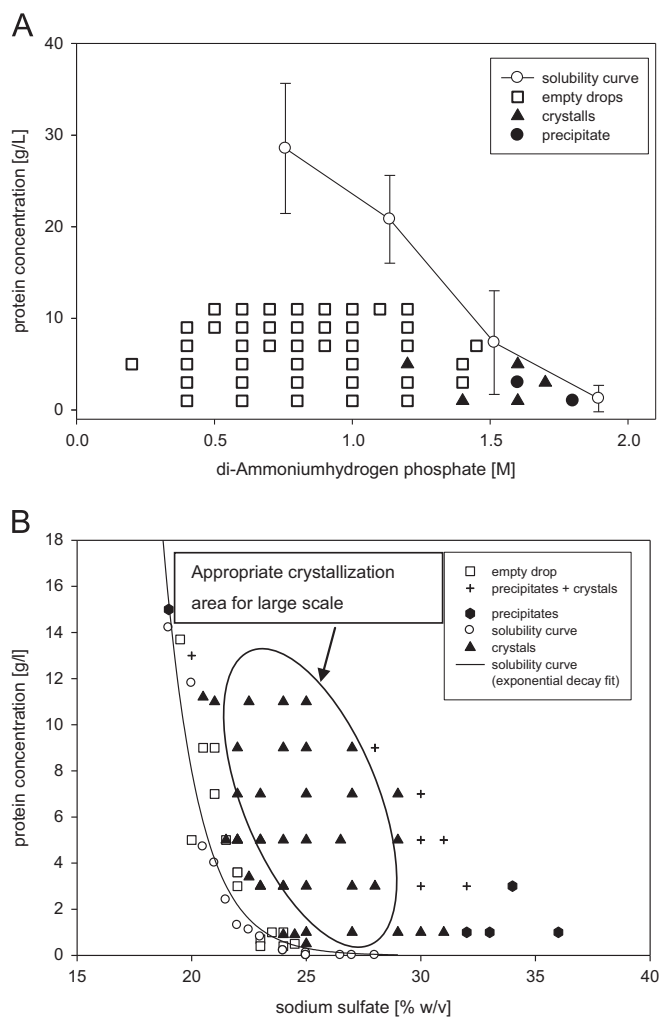 A
40
30
20
10
0
protein concentration [g/L]
solubility curve
empty drops
crystalls
precipitate
0.0 0.5 1.0 1.5 2.0
di-Ammoniumhydrogen phosphate [M]
B
18
16
14
12
10
8
6
4
2
0
protein concentration [g/l]
Appropriate crystallization
area for large scale
empty drop
precipitates + crystals
precipitates
solubility curve
crystals
solubility curve
(exponential decay fit)
15 20 25 30 35 40
sodium sulfate [% w/v]